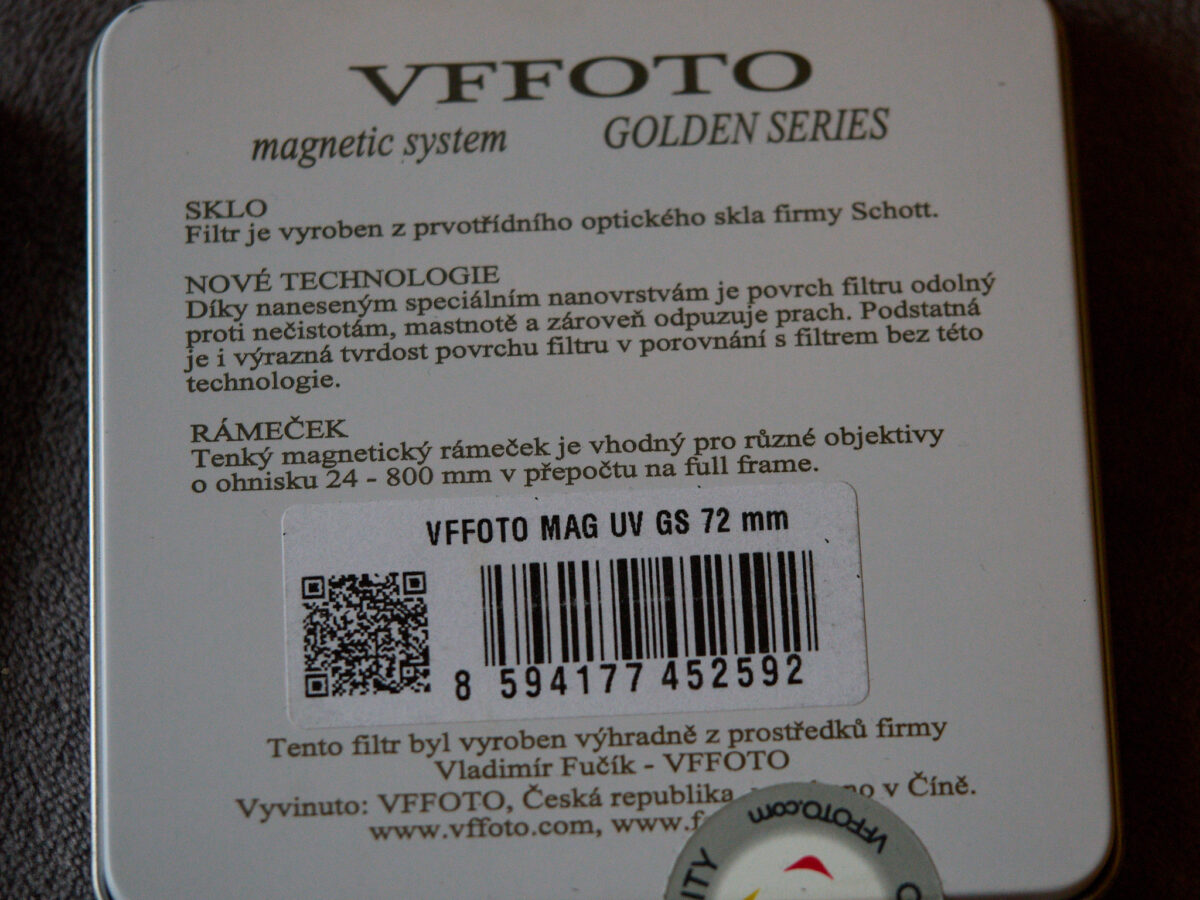 VFFOTO
magnetic system GOLDEN SERIES
SKLO
Filtr je vyroben z prvotřídního optického skla firmy Schott.
NOVÉ TECHNOLOGIE
Díky naneseným speciálním nanovrstvám je povrch filtru odolný
proti nečistotám, mastnotě a zároveň odpuzuje prach. Podstatná
je i výrazná tvrdost povrchu filtru v porovnání s filtrem bez této
technologie.
RÁMEČEK
Tenký magnetický rámeček je vhodný pro různé objektivy
o ohnisku 24 - 800 mm v přepočtu na full frame.
VFFOTO MAG UV GS 72 mm
8 594177 452592
Tento filtr byl vyroben výhradně z prostředků firmy
Vladimír Fučík - VFFOTO
Vyvinuto: VFFOTO, Česká republika, v Číně.
www.vffoto.com,
VFFOTO.com